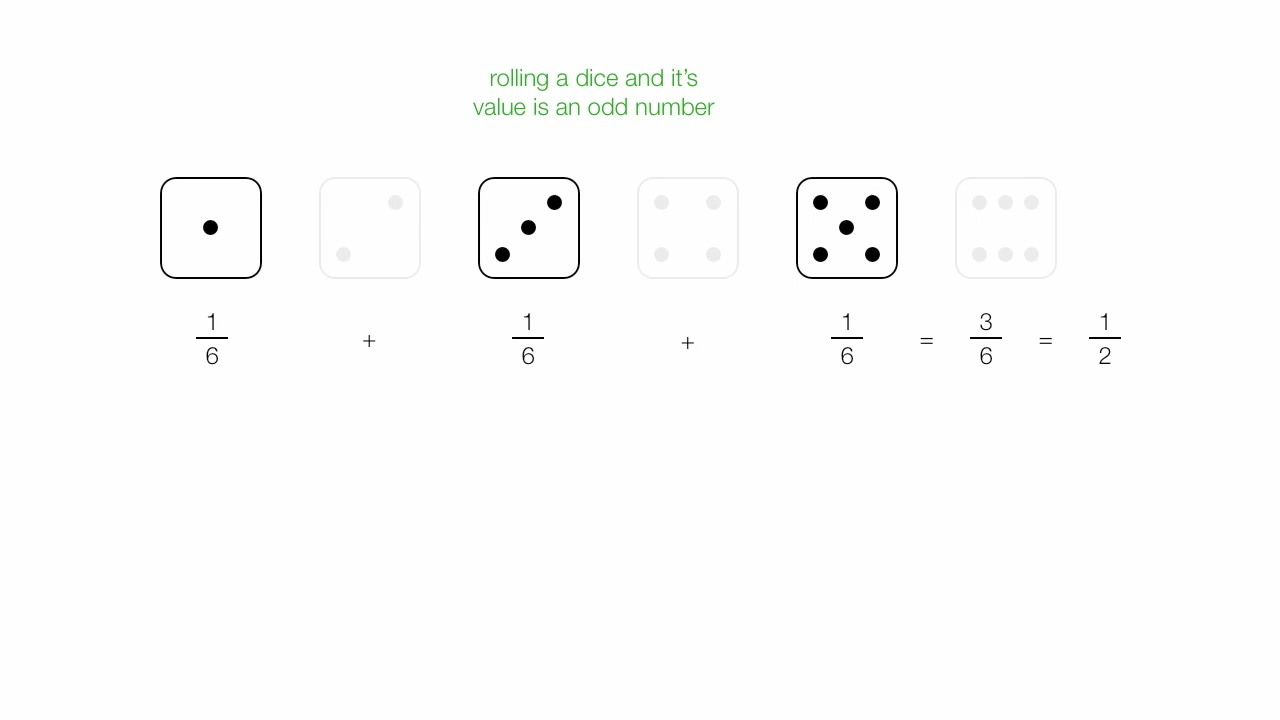 rolling a dice and it's
value is an odd number
1/6 + 1/6 + 1/6 = 3/6 = 1/2